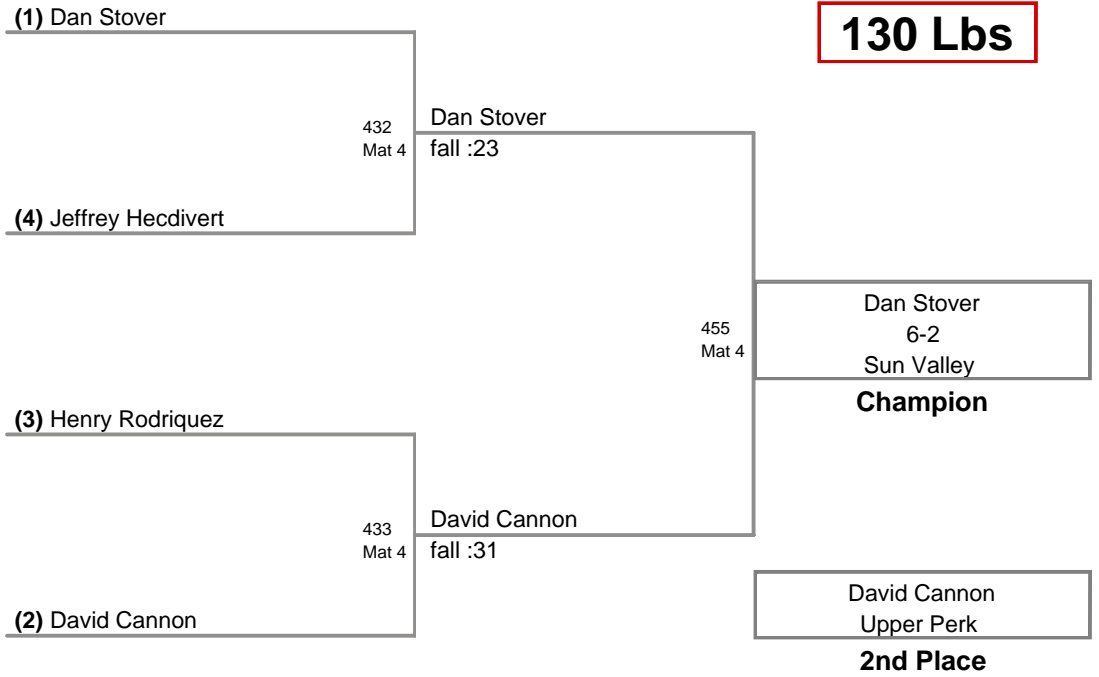 (1) Dan Stover
130 Lbs
432
Mat 4
Dan Stover
fall :23
(4) Jeffrey Hecdivert
455
Mat 4
Dan Stover
6-2
Sun Valley
Champion
(3) Henry Rodriquez
433
Mat 4
David Cannon
fall :31
(2) David Cannon
David Cannon
Upper Perk
2nd Place